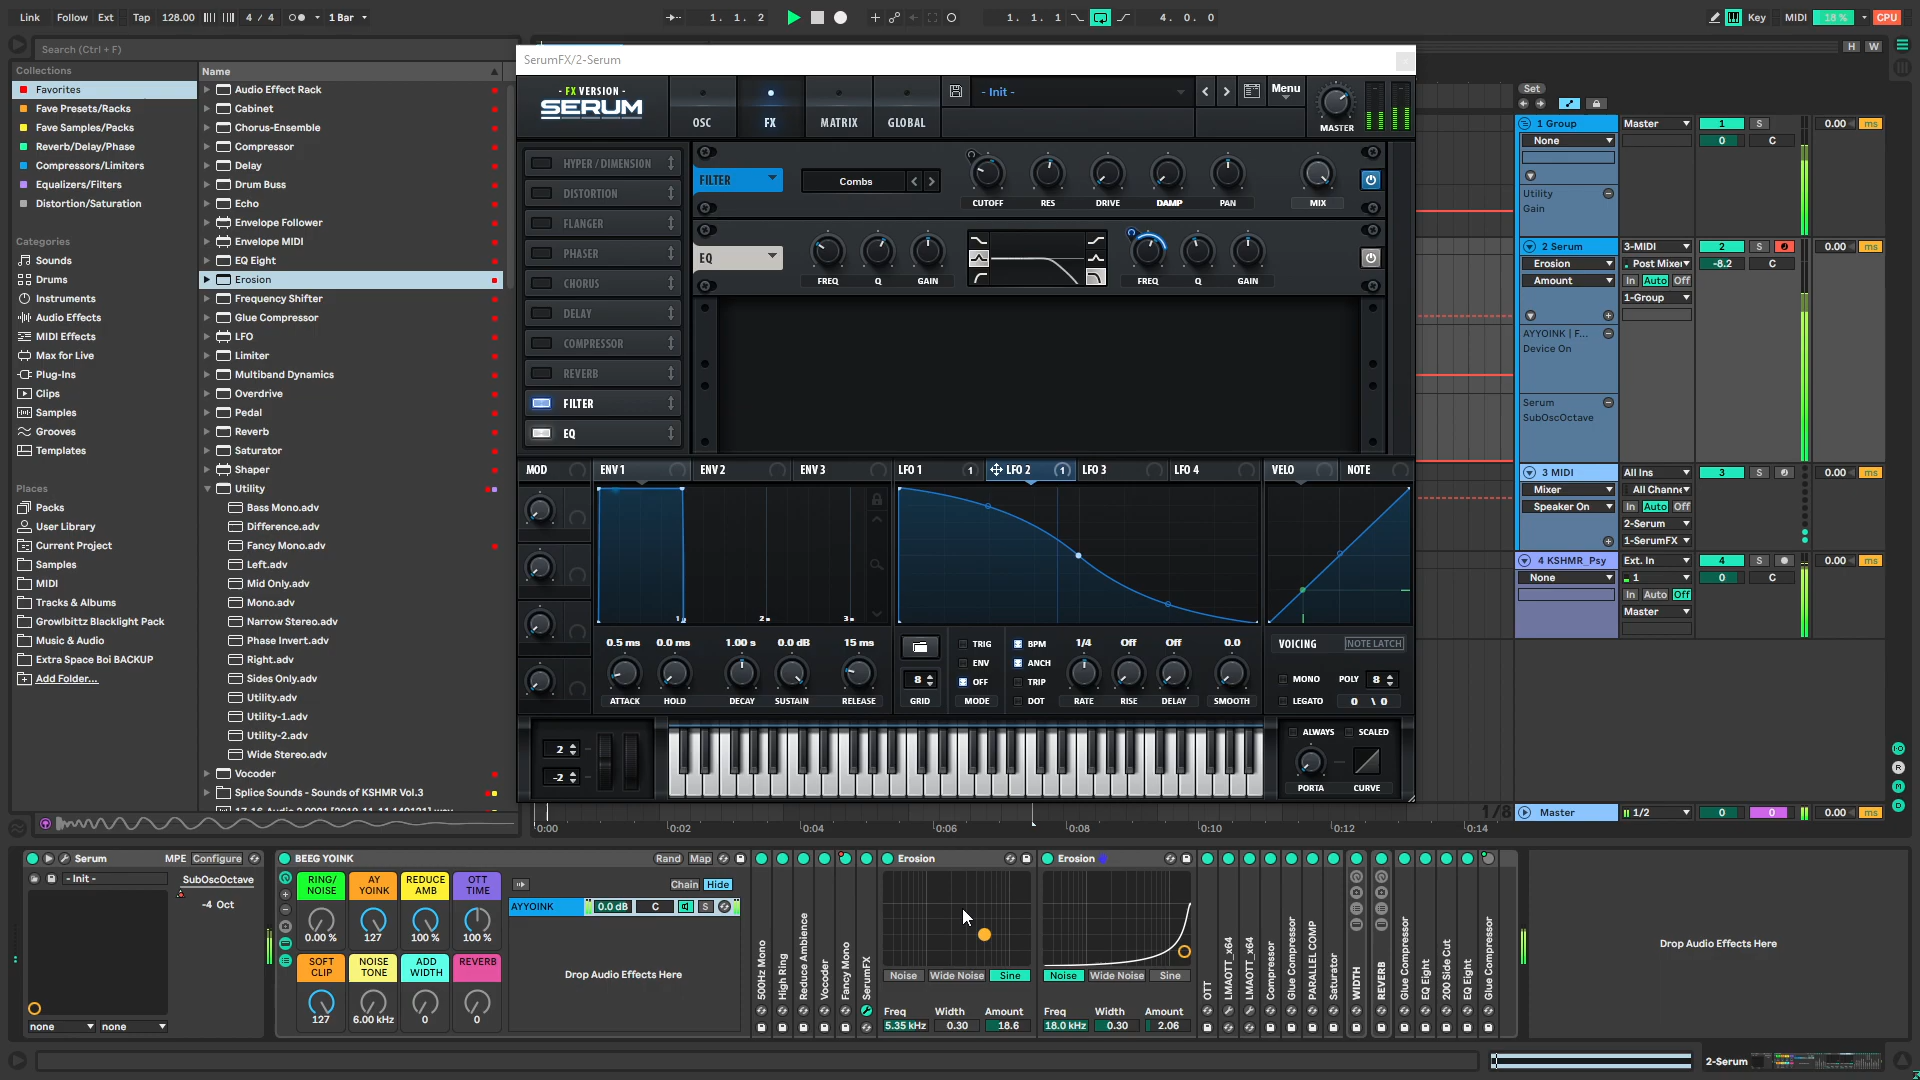 Link Follow Ext Tap 128.00 4 / 4 1 Bar 1. 1. 2 1. 1. 1 4. 0. 0 Key MIDI 18 % CPU
Search (Ctrl + F)
H W
Collections
Favorites
Fave Presets/Racks
Fave Samples/Packs
Reverb/Delay/Phase
Compressors/Limiters
Equalizers/Filters
Distortion/Saturation
Categories
Sounds
Drums
Instruments
Audio Effects
MIDI Effects
Max for Live
Plug-Ins
Clips
Samples
Grooves
Templates
Places
Packs
User Library
Current Project
Samples
MIDI
Tracks & Albums
Growlbittz Blacklight Pack
Music & Audio
Extra Space Boi BACKUP
Add Folder...
Name
Audio Effect Rack
Cabinet
Chorus-Ensemble
Compressor
Delay
Drum Buss
Echo
Envelope Follower
Envelope MIDI
EQ Eight
Erosion
Frequency Shifter
Glue Compressor
LFO
Limiter
Multiband Dynamics
Overdrive
Pedal
Reverb
Saturator
Shaper
Utility
Bass Mono.adv
Difference.adv
Fancy Mono.adv
Left.adv
Mid Only.adv
Mono.adv
Narrow Stereo.adv
Phase Invert.adv
Right.adv
Sides Only.adv
Utility.adv
Utility-1.adv
Utility-2.adv
Wide Stereo.adv
Vocoder
Splice Sounds - Sounds of KSHMR Vol.3
SerumFX/2-Serum
- FX VERSION -
SERUM
OSC FX MATRIX GLOBAL
- Init -
Menu
MASTER
HYPER / DIMENSION
DISTORTION
FLANGER
PHASER
CHORUS
DELAY
COMPRESSOR
REVERB
FILTER
EQ
FILTER Combs CUTOFF RES DRIVE DAMP PAN MIX
EQ FREQ Q GAIN FREQ Q GAIN
MOD ENV 1 ENV 2 ENV 3 LFO 1 1 LFO 2 1 LFO 3 LFO 4 VELO NOTE
0.5 ms 0.0 ms 1.00 s 0.0 dB 15 ms
ATTACK HOLD DECAY SUSTAIN RELEASE
8
GRID
TRIG
ENV
OFF
MODE
BPM
ANCH
TRIP
DOT
1/4 Off Off 0.0
RATE RISE DELAY SMOOTH
VOICING NOTE LATCH
MONO POLY 8
LEGATO 0 \ 0
2
-2
ALWAYS SCALED
PORTA CURVE
Set
1 Group Master 1 S 0.00 ms
None 0 C
Utility
Gain
2 Serum 3-MIDI 2 S 0.00 ms
Erosion Post Mixer -8.2 C
Amount In Auto Off
1-Group
AYYOINK | F...
Device On
Serum
SubOscOctave
3 MIDI All Ins 3 S 0.00 ms
Mixer All Channe
Speaker On In Auto Off
2-Serum
1-SerumFX
4 KSHMR_Psy Ext. In 4 S 0.00 ms
None 1 0 C
In Auto Off
Master
1/8
Master 1/2 0 0 0.00 ms
0:00 0:02 0:04 0:06 0:08 0:10 0:12 0:14
Serum MPE Configure
- Init - SubOscOctave
-4 Oct
none none
BEEG YOINK Rand Map
RING/ NOISE
AY YOINK
REDUCE AMB
OTT TIME
0.00 % 127 100 % 100 %
SOFT CLIP
NOISE TONE
ADD WIDTH
REVERB
127 6.00 kHz 0 0
Chain Hide
AYYOINK 0.0 dB C S
Drop Audio Effects Here
500Hz Mono
High Ring
Reduce Ambience
Vocoder
Fancy Mono
SerumFX
Erosion
Noise Wide Noise Sine
Freq Width Amount
5.35 kHz 0.30 18.6
Erosion
Noise Wide Noise Sine
Freq Width Amount
18.0 kHz 0.30 2.06
OTT
LMAOTT_x64
LMAOTT_x64
Compressor
Glue Compressor
PARALLEL COMP
Saturator
WIDTH
REVERB
Glue Compressor
EQ Eight
200 Side Cut
EQ Eight
Glue Compressor
Drop Audio Effects Here
2-Serum